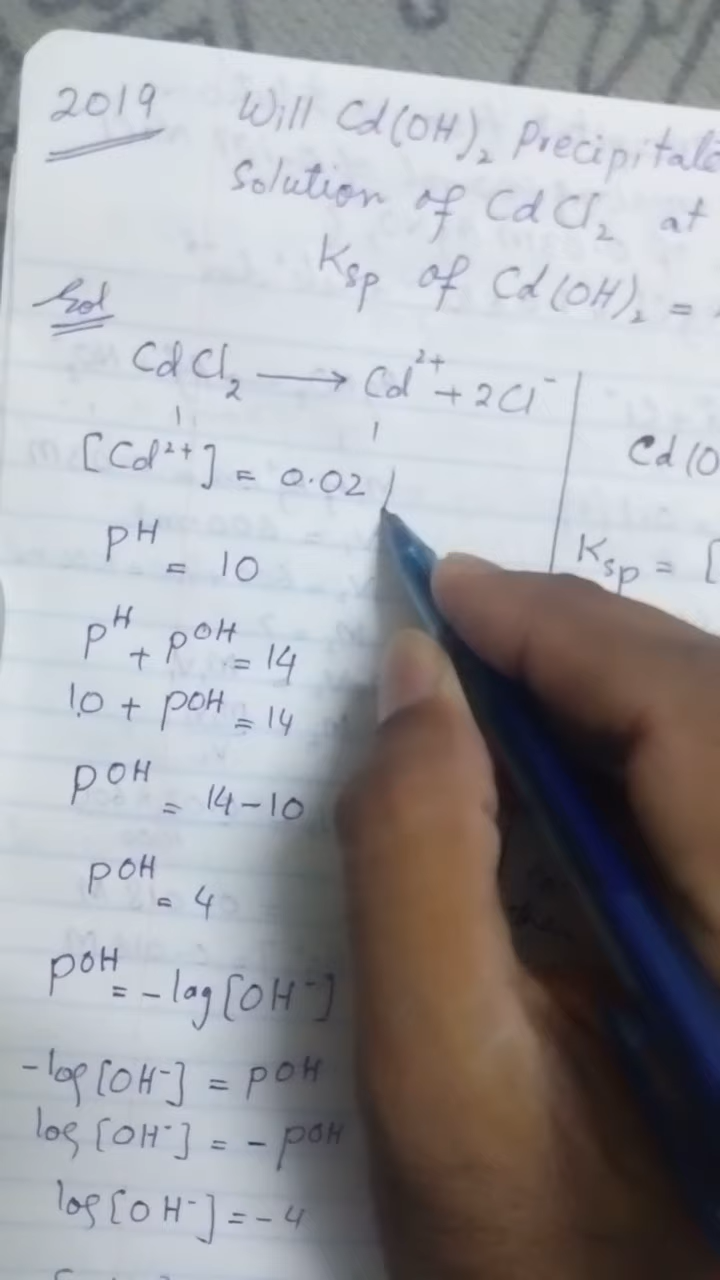 2019 Will Cd(OH)₂ Precipitate
Solution of CdCl₂ at
Ksp of Cd(OH)₂ =
Sol
CdCl₂ ⟶ Cd²⁺ + 2Cl⁻
1 1
[Cd²⁺] = 0.02
pH = 10
pH + pOH = 14
10 + pOH = 14
pOH = 14 - 10
pOH = 4
pOH = -lag[OH⁻]
-log[OH⁻] = pOH
log[OH⁻] = - pOH
log[OH⁻] = -4
Cd(O
Ksp = [